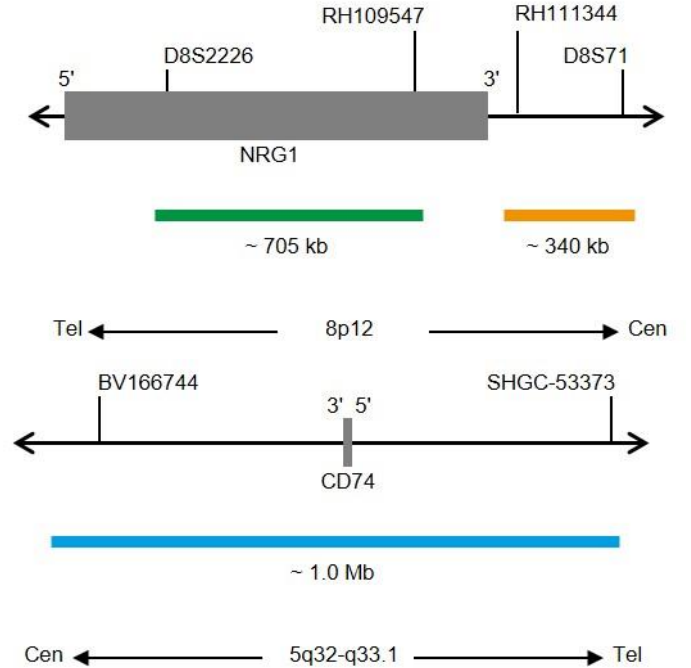 RH109547 RH111344
D8S2226 D8S71
5' 3'
NRG1
~ 705 kb ~ 340 kb
Tel 8p12 Cen
BV166744 SHGC-53373
3' 5'
CD74
~ 1.0 Mb
Cen 5q32-q33.1 Tel